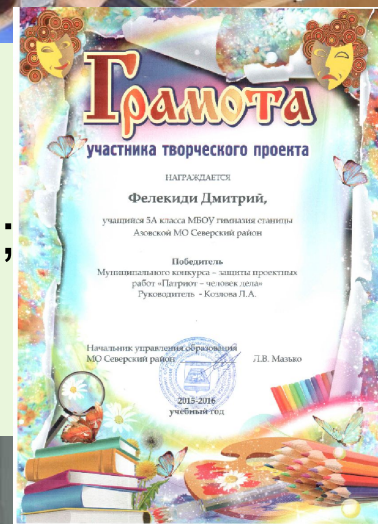 Грамота
участника творческого проекта
НАГРАЖДАЕТСЯ
Фелекиди Дмитрий,
учащийся 5А класса МБОУ гимназия станицы
Азовской МО Северский район
Победитель
Муниципального конкурса – защиты проектных
работ «Патриот – человек дела»
Руководитель - Козлова Л.А.
Начальник управления образования
МО Северский район Л.В. Мазько
2015-2016
учебный год
;